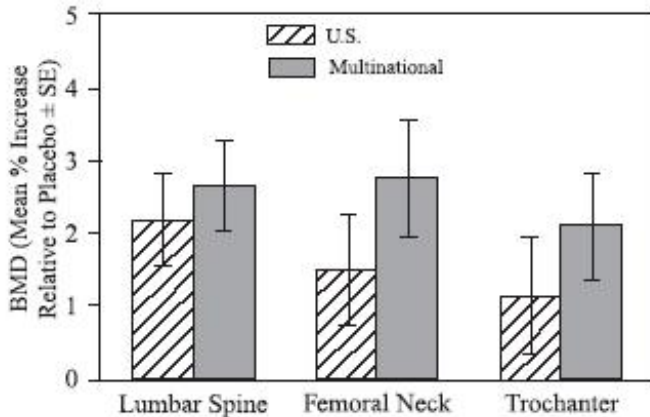 5
U.S.
Multinational
4
3
2
1
0
BMD (Mean % Increase
Relative to Placebo ± SE)
Lumbar Spine Femoral Neck Trochanter